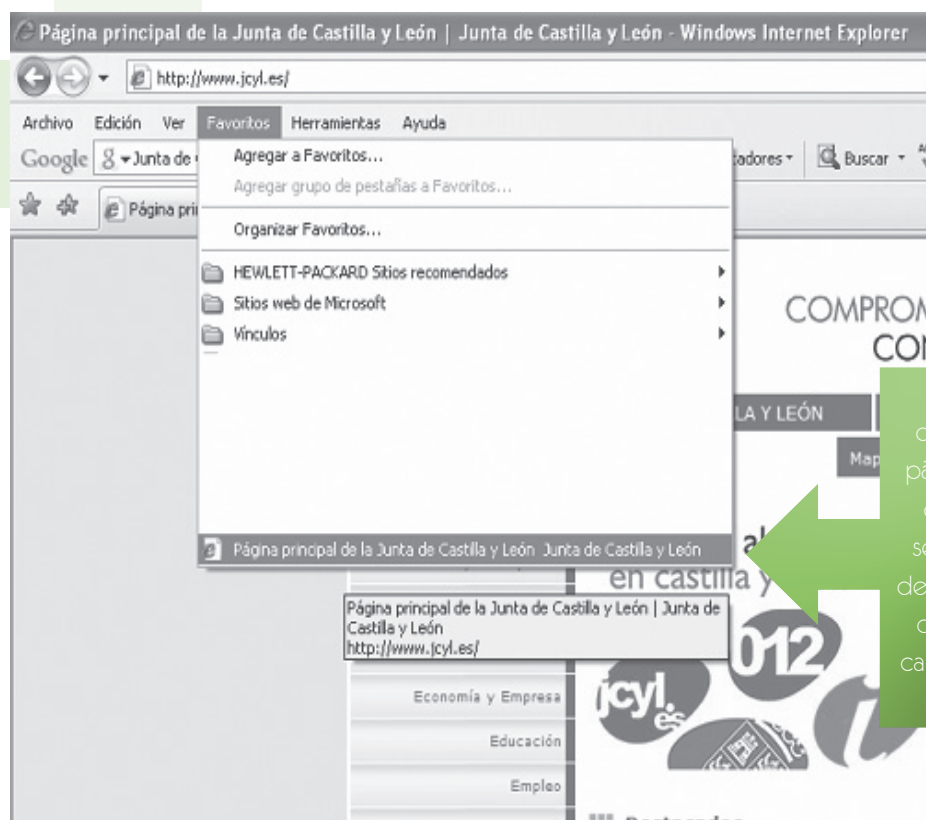 Página principal de la Junta de Castilla y León | Junta de Castilla y León - Windows Internet Explorer
http://www.jcyl.es/
Archivo Edición Ver Favoritos Herramientas Ayuda
Google Junta de
Buscar
Página
Agregar a Favoritos...
Agregar grupo de pestañas a Favoritos...
Organizar Favoritos...
HEWLETT-PACKARD Sitios recomendados
Sitios web de Microsoft
Vínculos
Página principal de la Junta de Castilla y León Junta de Castilla y León
Página principal de la Junta de Castilla y León | Junta de
Castilla y León
http://www.jcyl.es/
LA Y LEÓN
Map
en castilla y
012
jcyl.es
i
Economía y Empresa
Educación
Empleo